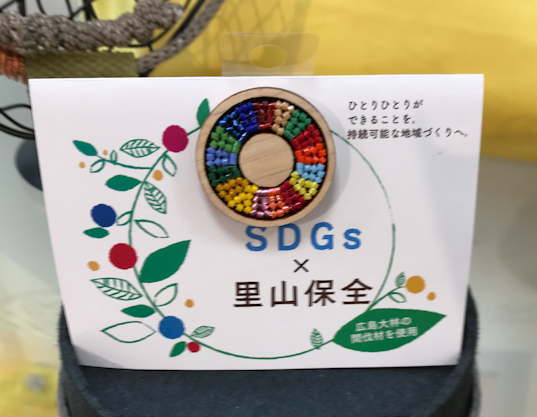 ひとりひとりが
できることを。
持続可能な地域づくりへ。
SDGs
×
里山保全
広島大林の
間伐材を使用